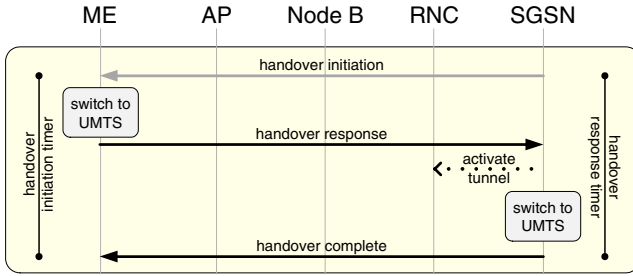 ME AP Node B RNC SGSN
handover initiation
switch to
UMTS
handover response
activate
tunnel
switch to
UMTS
handover complete
handover
initiation timer
handover
response timer